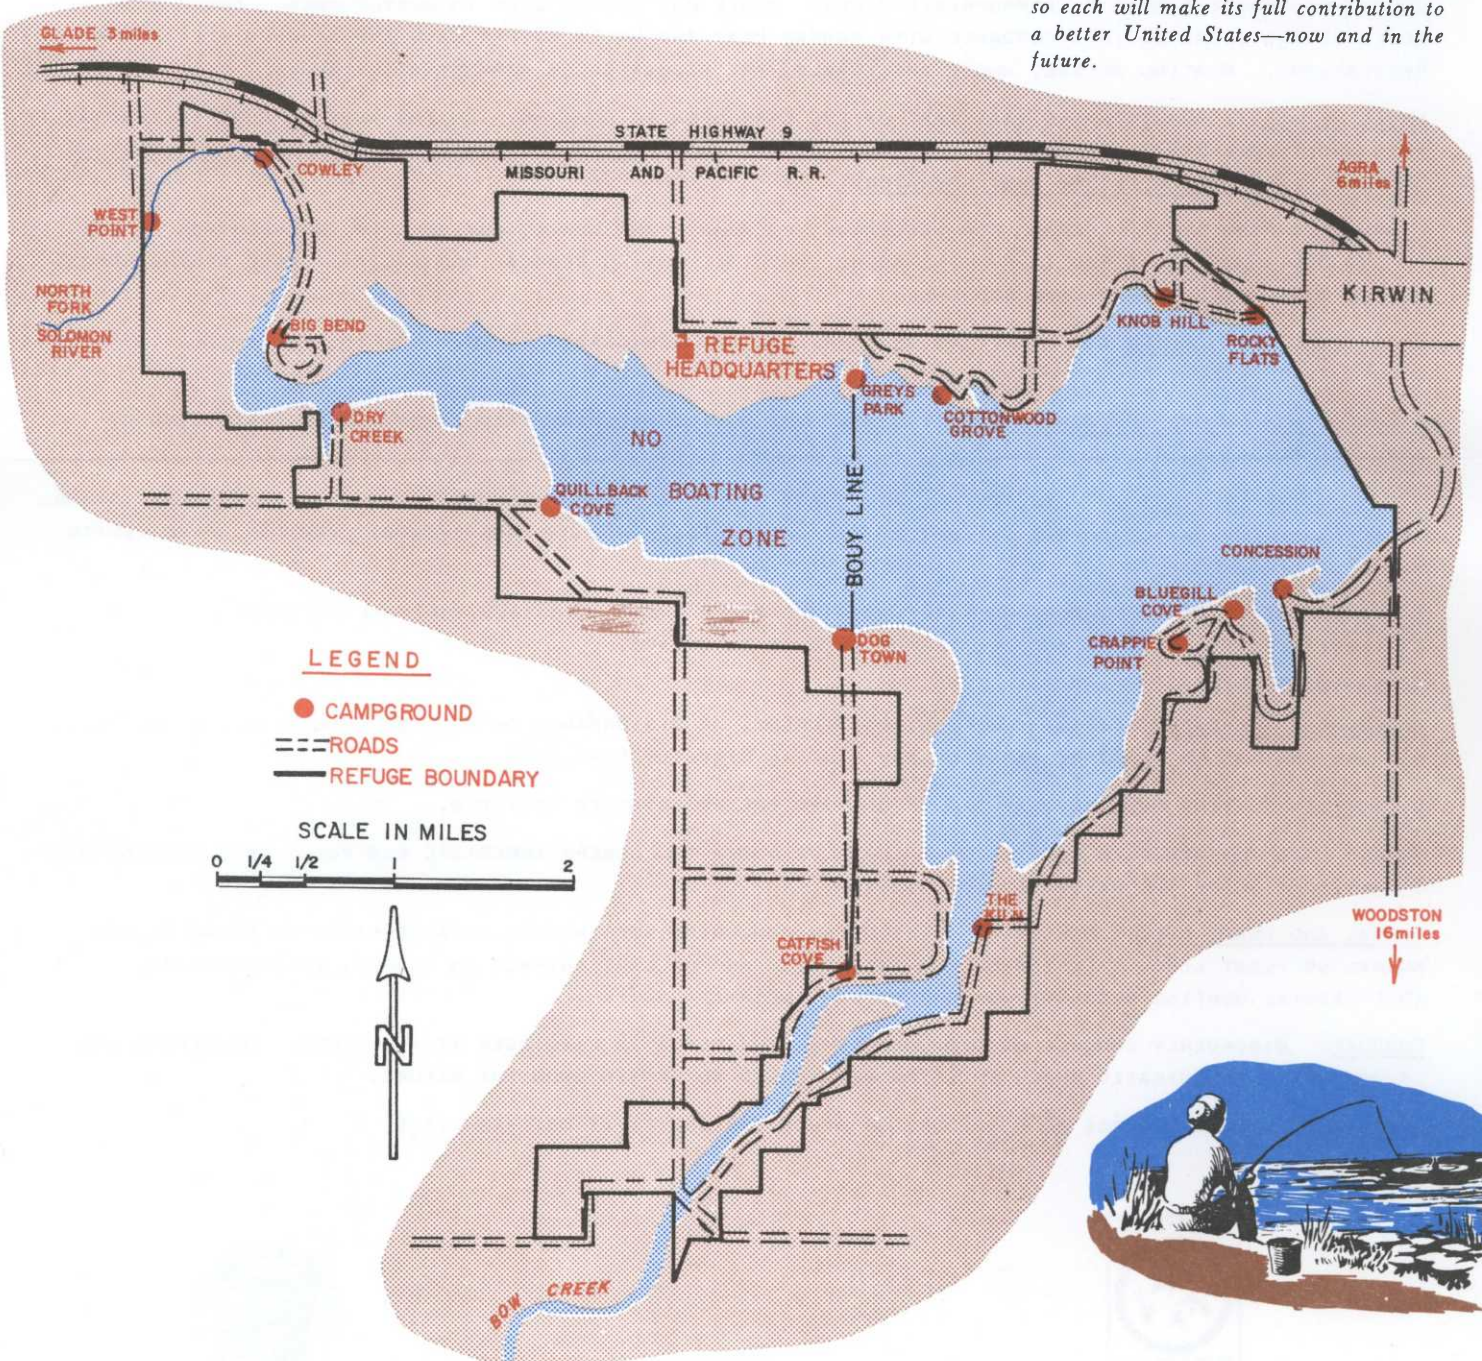 so each will make its full contribution to
a better United States—now and in the
future.
GLADE 3 miles
STATE HIGHWAY 9
MISSOURI AND PACIFIC R. R.
AGRA
6 miles
COWLEY
WEST
POINT
NORTH
FORK
SOLOMON
RIVER
BIG BEND
KIRWIN
KNOB HILL
ROCKY
FLATS
REFUGE
HEADQUARTERS
GREYS
PARK
COTTONWOOD
GROVE
DRY
CREEK
NO
BOATING
ZONE
QUILLBACK
COVE
BOUY LINE
CONCESSION
BLUEGILL
COVE
CRAPPIE
POINT
DOG
TOWN
LEGEND
CAMPGROUND
ROADS
REFUGE BOUNDARY
SCALE IN MILES
0 1/4 1/2 1 2
N
THE
KILN
CATFISH
COVE
WOODSTON
16 miles
BOW CREEK